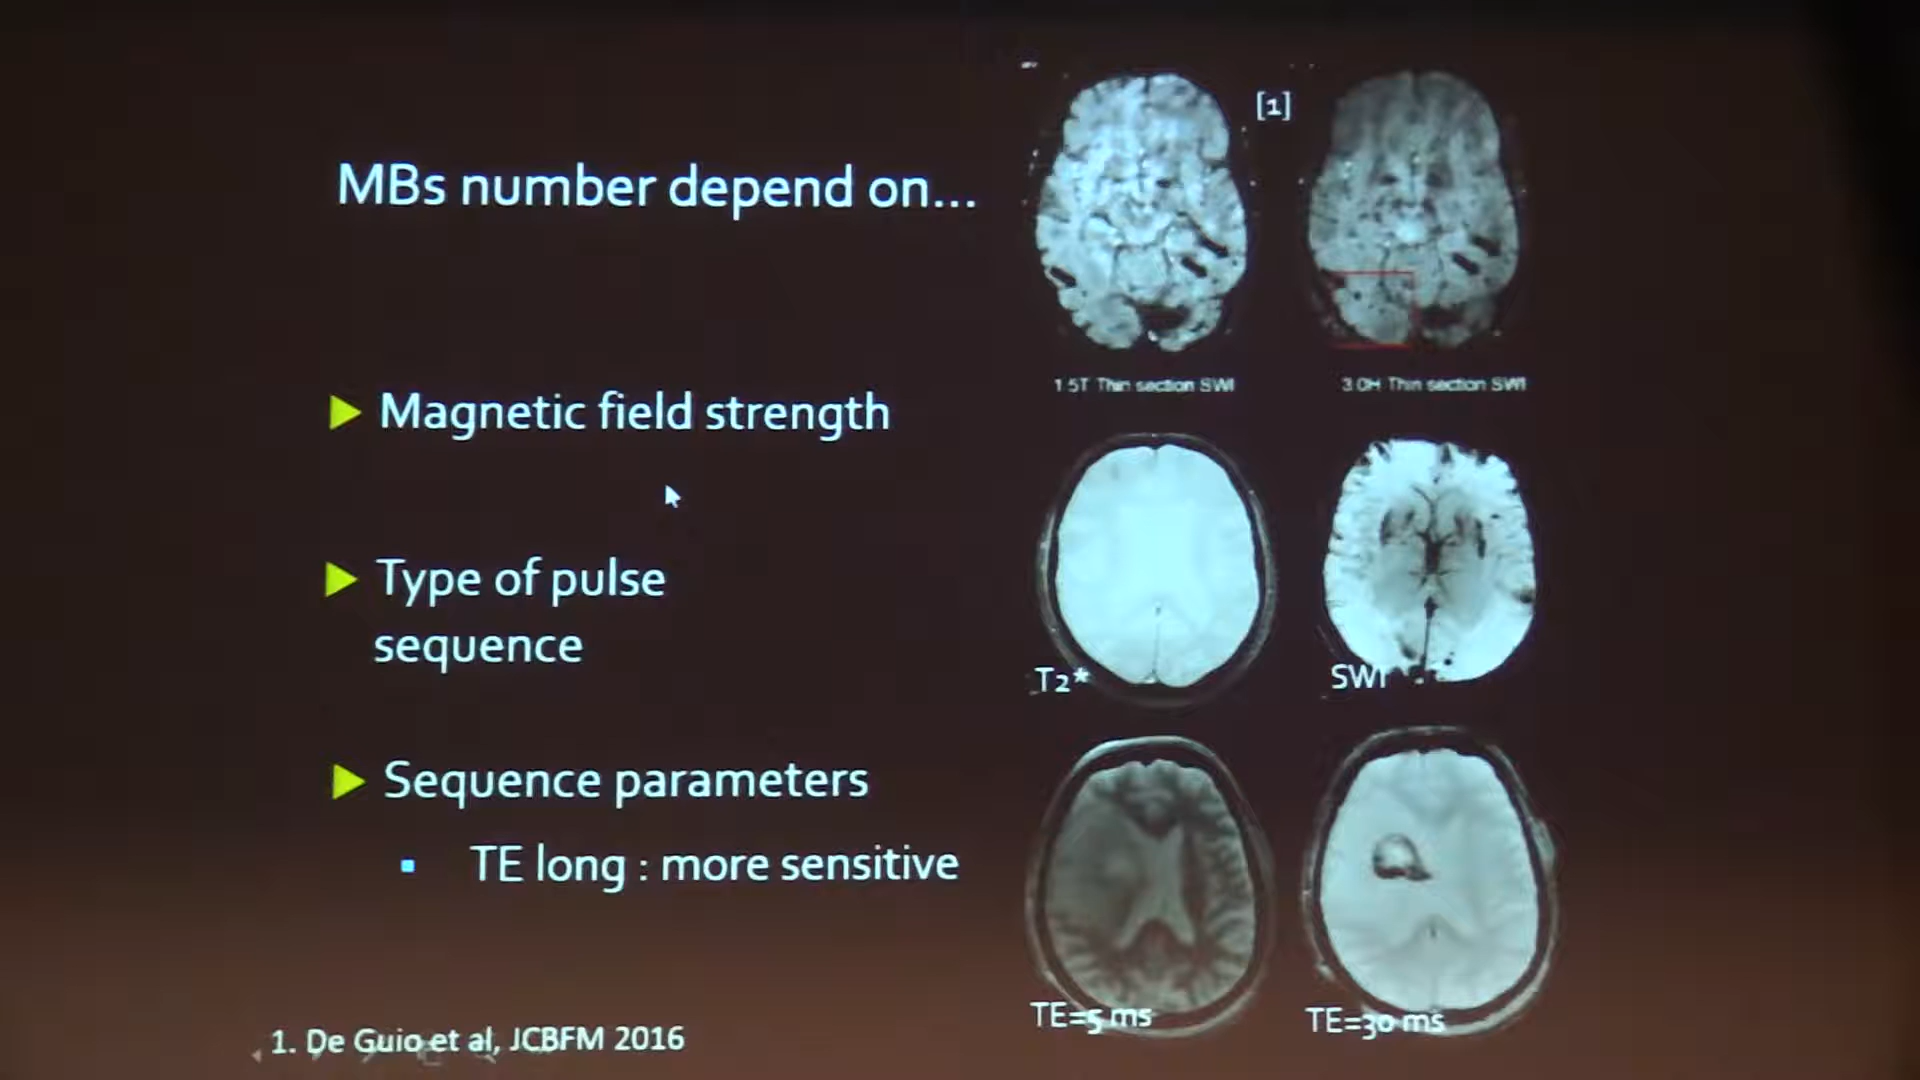 MBs number depend on...
[1]
1.5T Thin section SWI
3.0H Thin section SWI
Magnetic field strength
Type of pulse
sequence
T2*
SWI
Sequence parameters
TE long : more sensitive
TE=5 ms
TE=30 ms
1. De Guio et al, JCBFM 2016